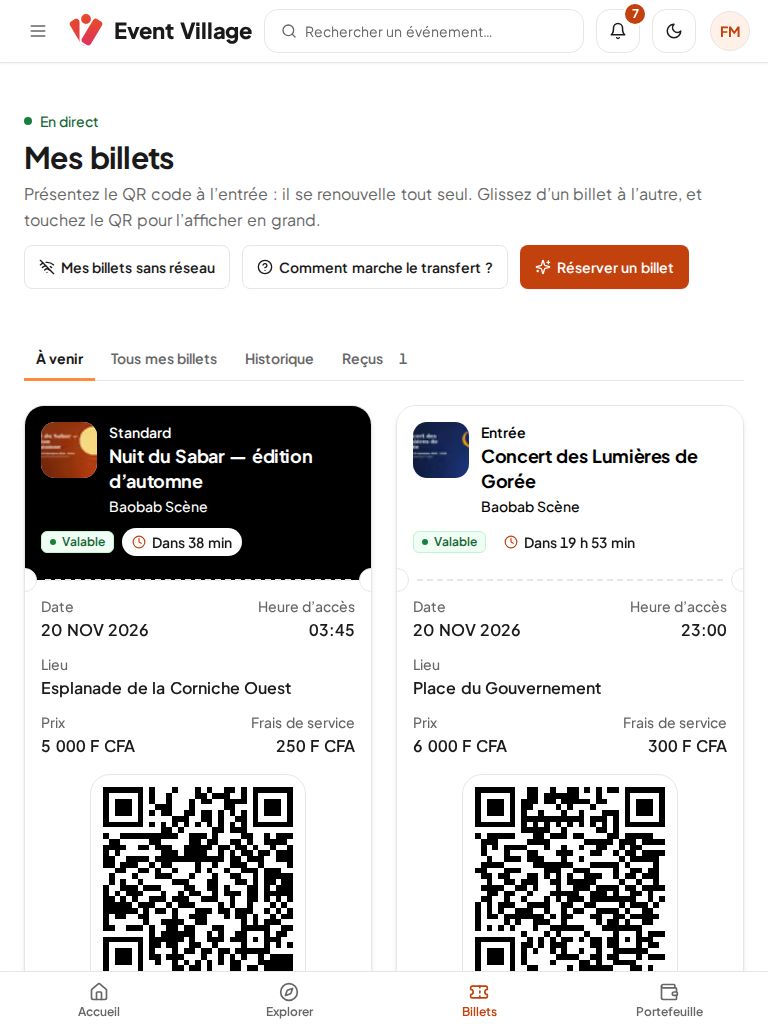 Event Village
Rechercher un événement...
7
FM
En direct
Mes billets
Présentez le QR code à l’entrée : il se renouvelle tout seul. Glissez d’un billet à l’autre, et
touchez le QR pour l’afficher en grand.
Mes billets sans réseau
Comment marche le transfert ?
Réserver un billet
À venir
Tous mes billets
Historique
Reçus 1
Standard
Nuit du Sabar — édition
d’automne
Baobab Scène
Valable
Dans 38 min
Date
Heure d’accès
20 NOV 2026
03:45
Lieu
Esplanade de la Corniche Ouest
Prix
Frais de service
5 000 F CFA
250 F CFA
Entrée
Concert des Lumières de
Gorée
Baobab Scène
Valable
Dans 19 h 53 min
Date
Heure d’accès
20 NOV 2026
23:00
Lieu
Place du Gouvernement
Prix
Frais de service
6 000 F CFA
300 F CFA
Accueil
Explorer
Billets
Portefeuille